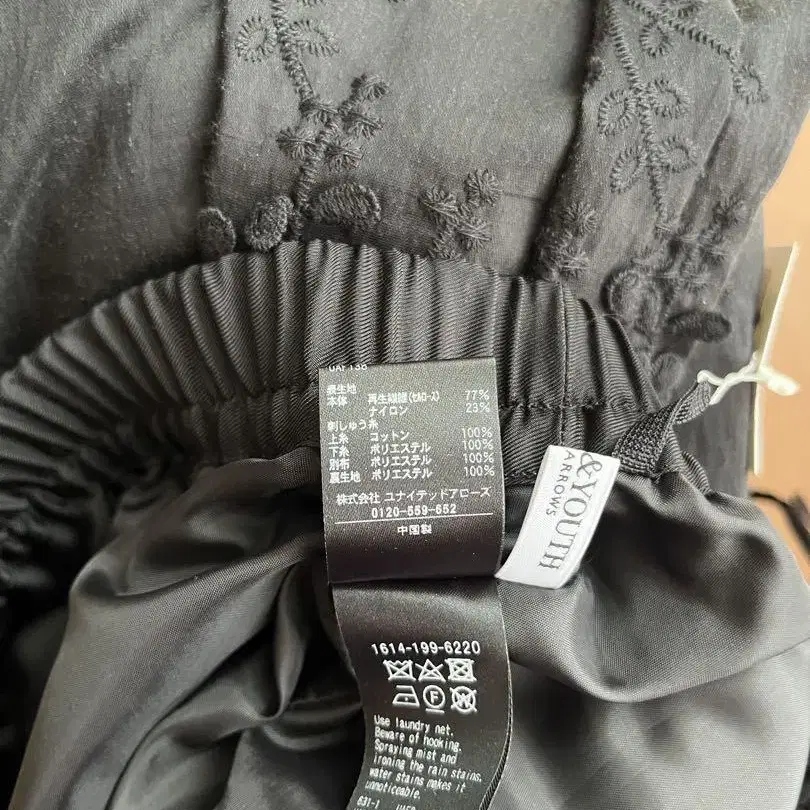 UAF138
表生地
本体 再生繊維(セルロース) 77%
ナイロン 23%
刺しゅう糸
上糸 コットン 100%
下糸 ポリエステル 100%
別布 ポリエステル 100%
裏生地 ポリエステル 100%
株式会社 ユナイテッドアローズ
0120-559-652
中国製
&YOUTH
ARROWS
1614-199-6220
Use laundry net.
Beware of hooking.
Spraying mist and
ironing the rain stains,
water stains makes it
unnoticeable.
631-1